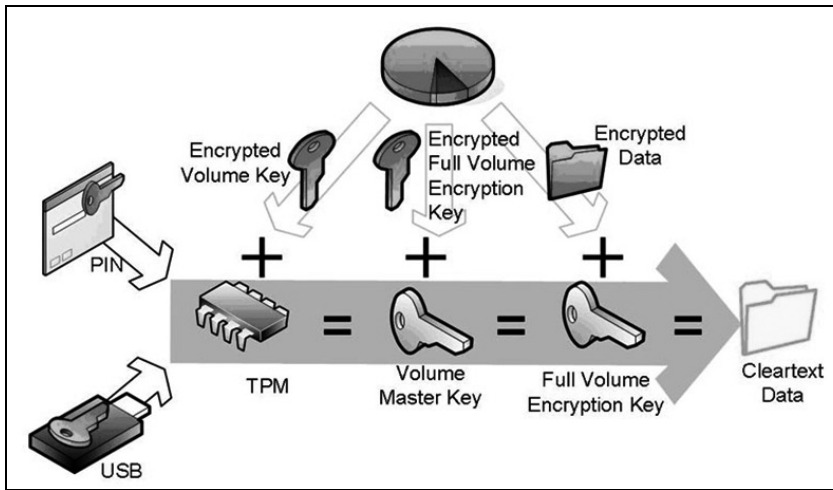 Encrypted
Volume Key
Encrypted
Full Volume
Encryption
Key
Encrypted
Data
PIN
+
+
+
=
=
=
TPM
Volume
Master Key
Full Volume
Encryption Key
Cleartext
Data
USB